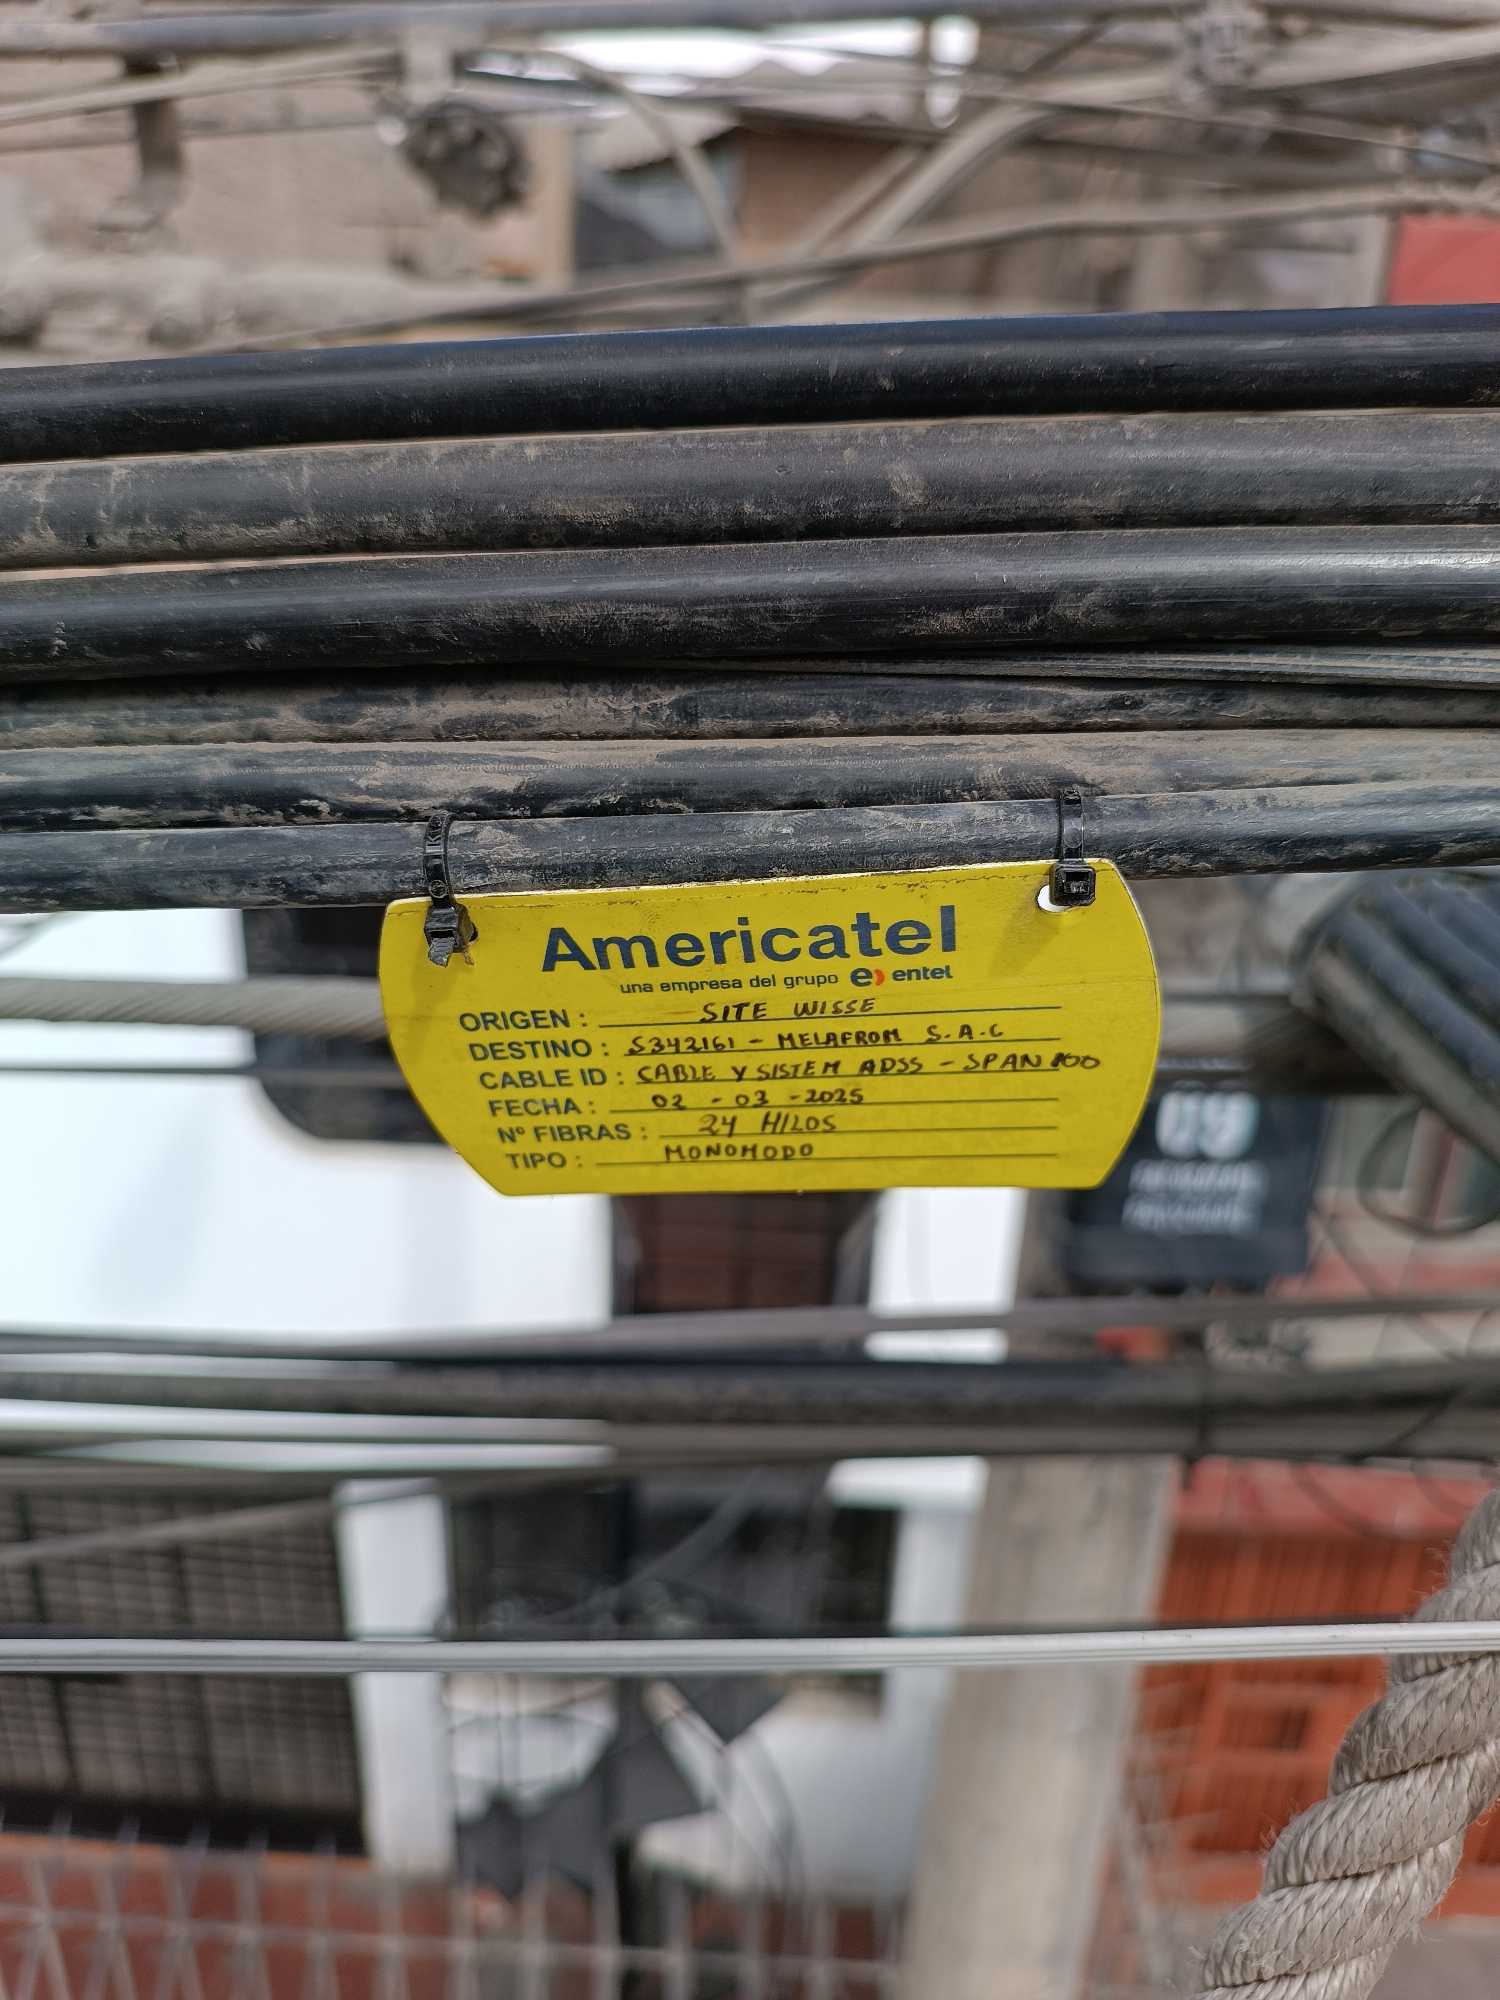 Americatel
una empresa del grupo e) entel
ORIGEN : SITE WISSE
DESTINO : S342161 - MELAFROM S.A.C
CABLE ID : CABLE Y SISTEM ADSS - SPAN 100
FECHA : 02 - 03 - 2025
Nº FIBRAS : 24 HILOS
TIPO : MONOMODO
09